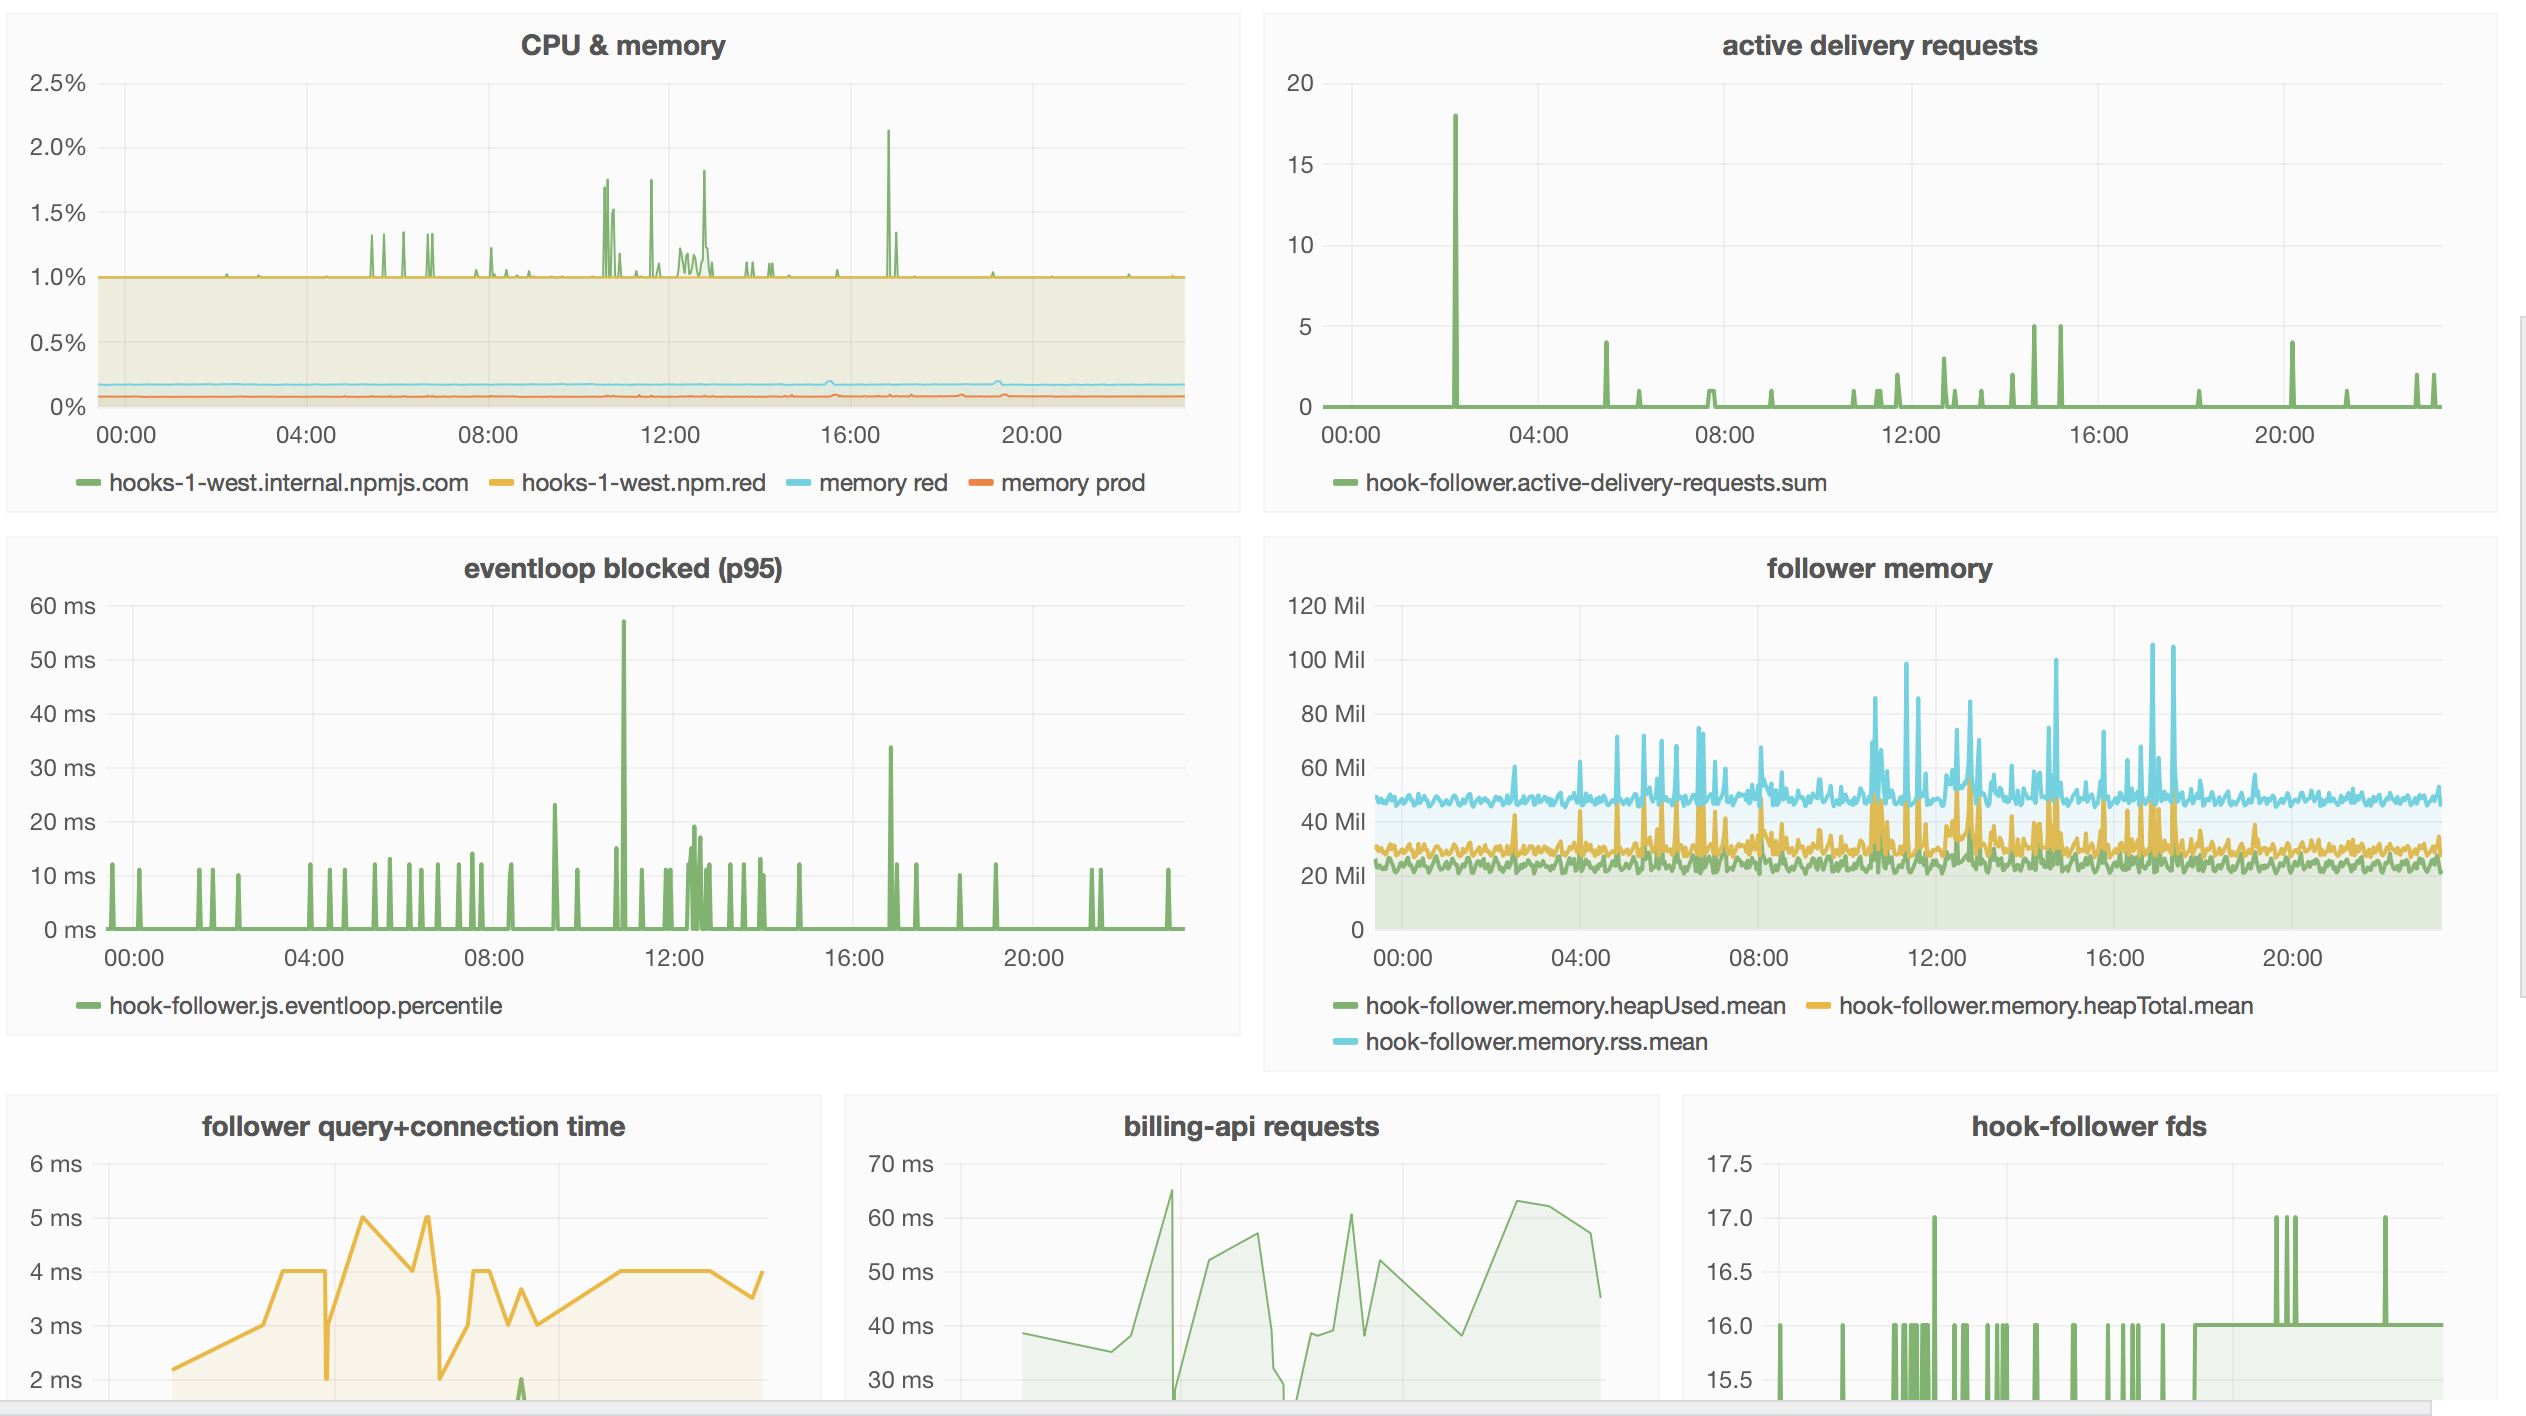 CPU & memory
2.5%
2.0%
1.5%
1.0%
0.5%
0%
00:00 04:00 08:00 12:00 16:00 20:00
hooks-1-west.internal.npmjs.com hooks-1-west.npm.red memory red memory prod
active delivery requests
20
15
10
5
0
00:00 04:00 08:00 12:00 16:00 20:00
hook-follower.active-delivery-requests.sum
eventloop blocked (p95)
60 ms
50 ms
40 ms
30 ms
20 ms
10 ms
0 ms
00:00 04:00 08:00 12:00 16:00 20:00
hook-follower.js.eventloop.percentile
follower memory
120 Mil
100 Mil
80 Mil
60 Mil
40 Mil
20 Mil
0
00:00 04:00 08:00 12:00 16:00 20:00
hook-follower.memory.heapUsed.mean hook-follower.memory.heapTotal.mean
hook-follower.memory.rss.mean
follower query+connection time
6 ms
5 ms
4 ms
3 ms
2 ms
billing-api requests
70 ms
60 ms
50 ms
40 ms
30 ms
hook-follower fds
17.5
17.0
16.5
16.0
15.5